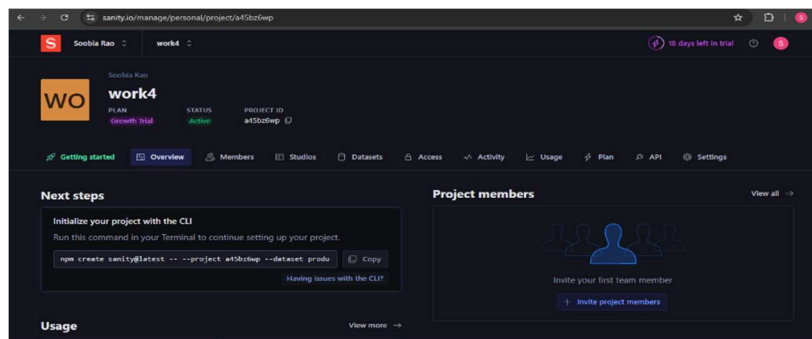 sanity.io/manage/personal/project/a45bz6wp
S
S Soobia Rao work4 18 days left in trial S
Soobia Rao
WO work4
PLAN STATUS PROJECT ID
Growth Trial Active a45bz6wp
Getting started Overview Members Studios Datasets Access Activity Usage Plan API Settings
Next steps Project members View all →
Initialize your project with the CLI
Run this command in your Terminal to continue setting up your project.
npm create sanity@latest -- --project a45bz6wp --dataset produ Copy
Having issues with the CLI?
Invite your first team member
+ Invite project members
Usage View more →